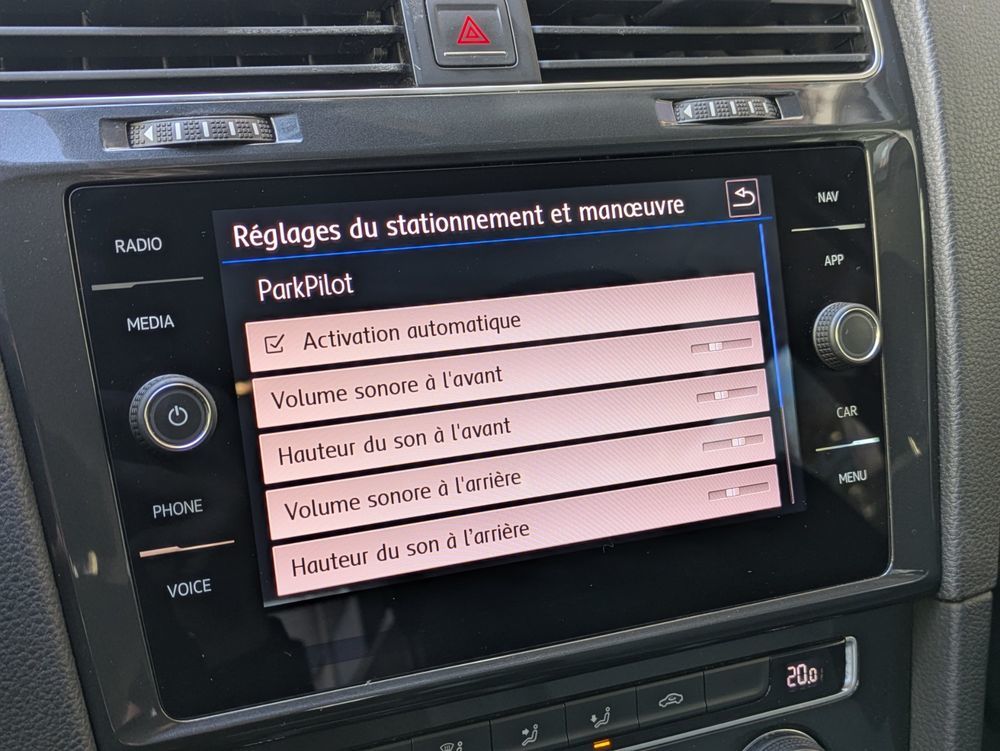 Réglages du stationnement et manœuvre
ParkPilot
Activation automatique
Volume sonore à l'avant
Hauteur du son à l'avant
Volume sonore à l'arrière
Hauteur du son à l’arrière
RADIO
MEDIA
PHONE
VOICE
NAV
APP
CAR
MENU
20.0